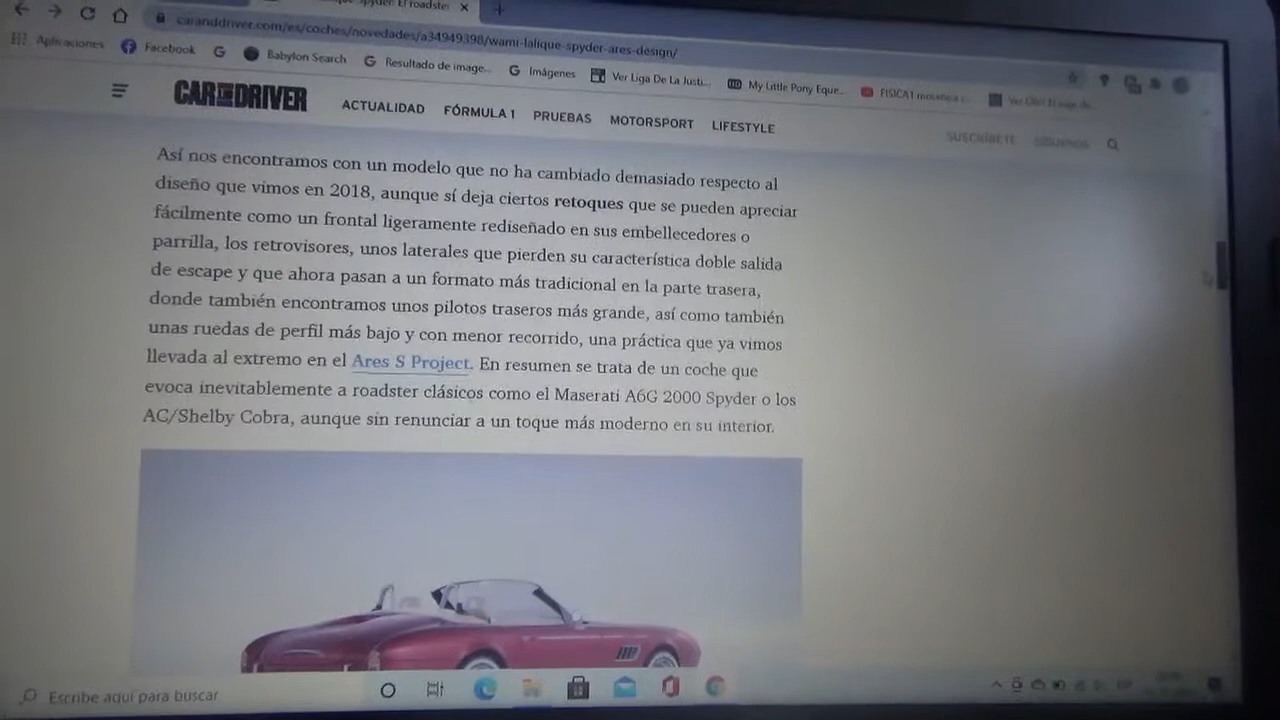 Spyder: El roadster
caranddriver.com/es/coches/novedades/a34949398/wami-lalique-spyder-ares-design/
Aplicaciones Facebook Babylon Search Resultado de image... Imágenes Ver Liga De La Justi... My Little Pony Eque...
CAR AND DRIVER ACTUALIDAD FÓRMULA 1 PRUEBAS MOTORSPORT LIFESTYLE
SUSCRÍBETE
Así nos encontramos con un modelo que no ha cambiado demasiado respecto al
diseño que vimos en 2018, aunque sí deja ciertos retoques que se pueden apreciar
fácilmente como un frontal ligeramente rediseñado en sus embellecedores o
parrilla, los retrovisores, unos laterales que pierden su característica doble salida
de escape y que ahora pasan a un formato más tradicional en la parte trasera,
donde también encontramos unos pilotos traseros más grande, así como también
unas ruedas de perfil más bajo y con menor recorrido, una práctica que ya vimos
llevada al extremo en el Ares S Project. En resumen se trata de un coche que
evoca inevitablemente a roadster clásicos como el Maserati A6G 2000 Spyder o los
AC/Shelby Cobra, aunque sin renunciar a un toque más moderno en su interior.
Escribe aquí para buscar